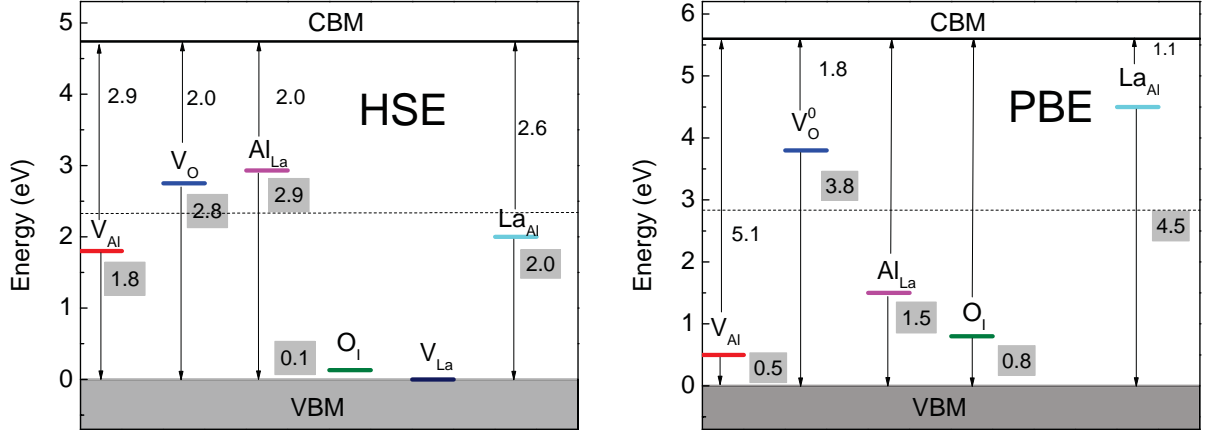 5
4
3
2
1
0
Energy (eV)
CBM
HSE
2.9
2.0
2.0
2.6
V_O
Al_La
2.8
2.9
V_Al
La_Al
1.8
2.0
0.1
O_I
V_La
VBM
6
5
4
3
2
1
0
Energy (eV)
CBM
PBE
1.8
1.1
La_Al
V_O^0
3.8
4.5
5.1
Al_La
1.5
V_Al
O_I
0.5
0.8
VBM